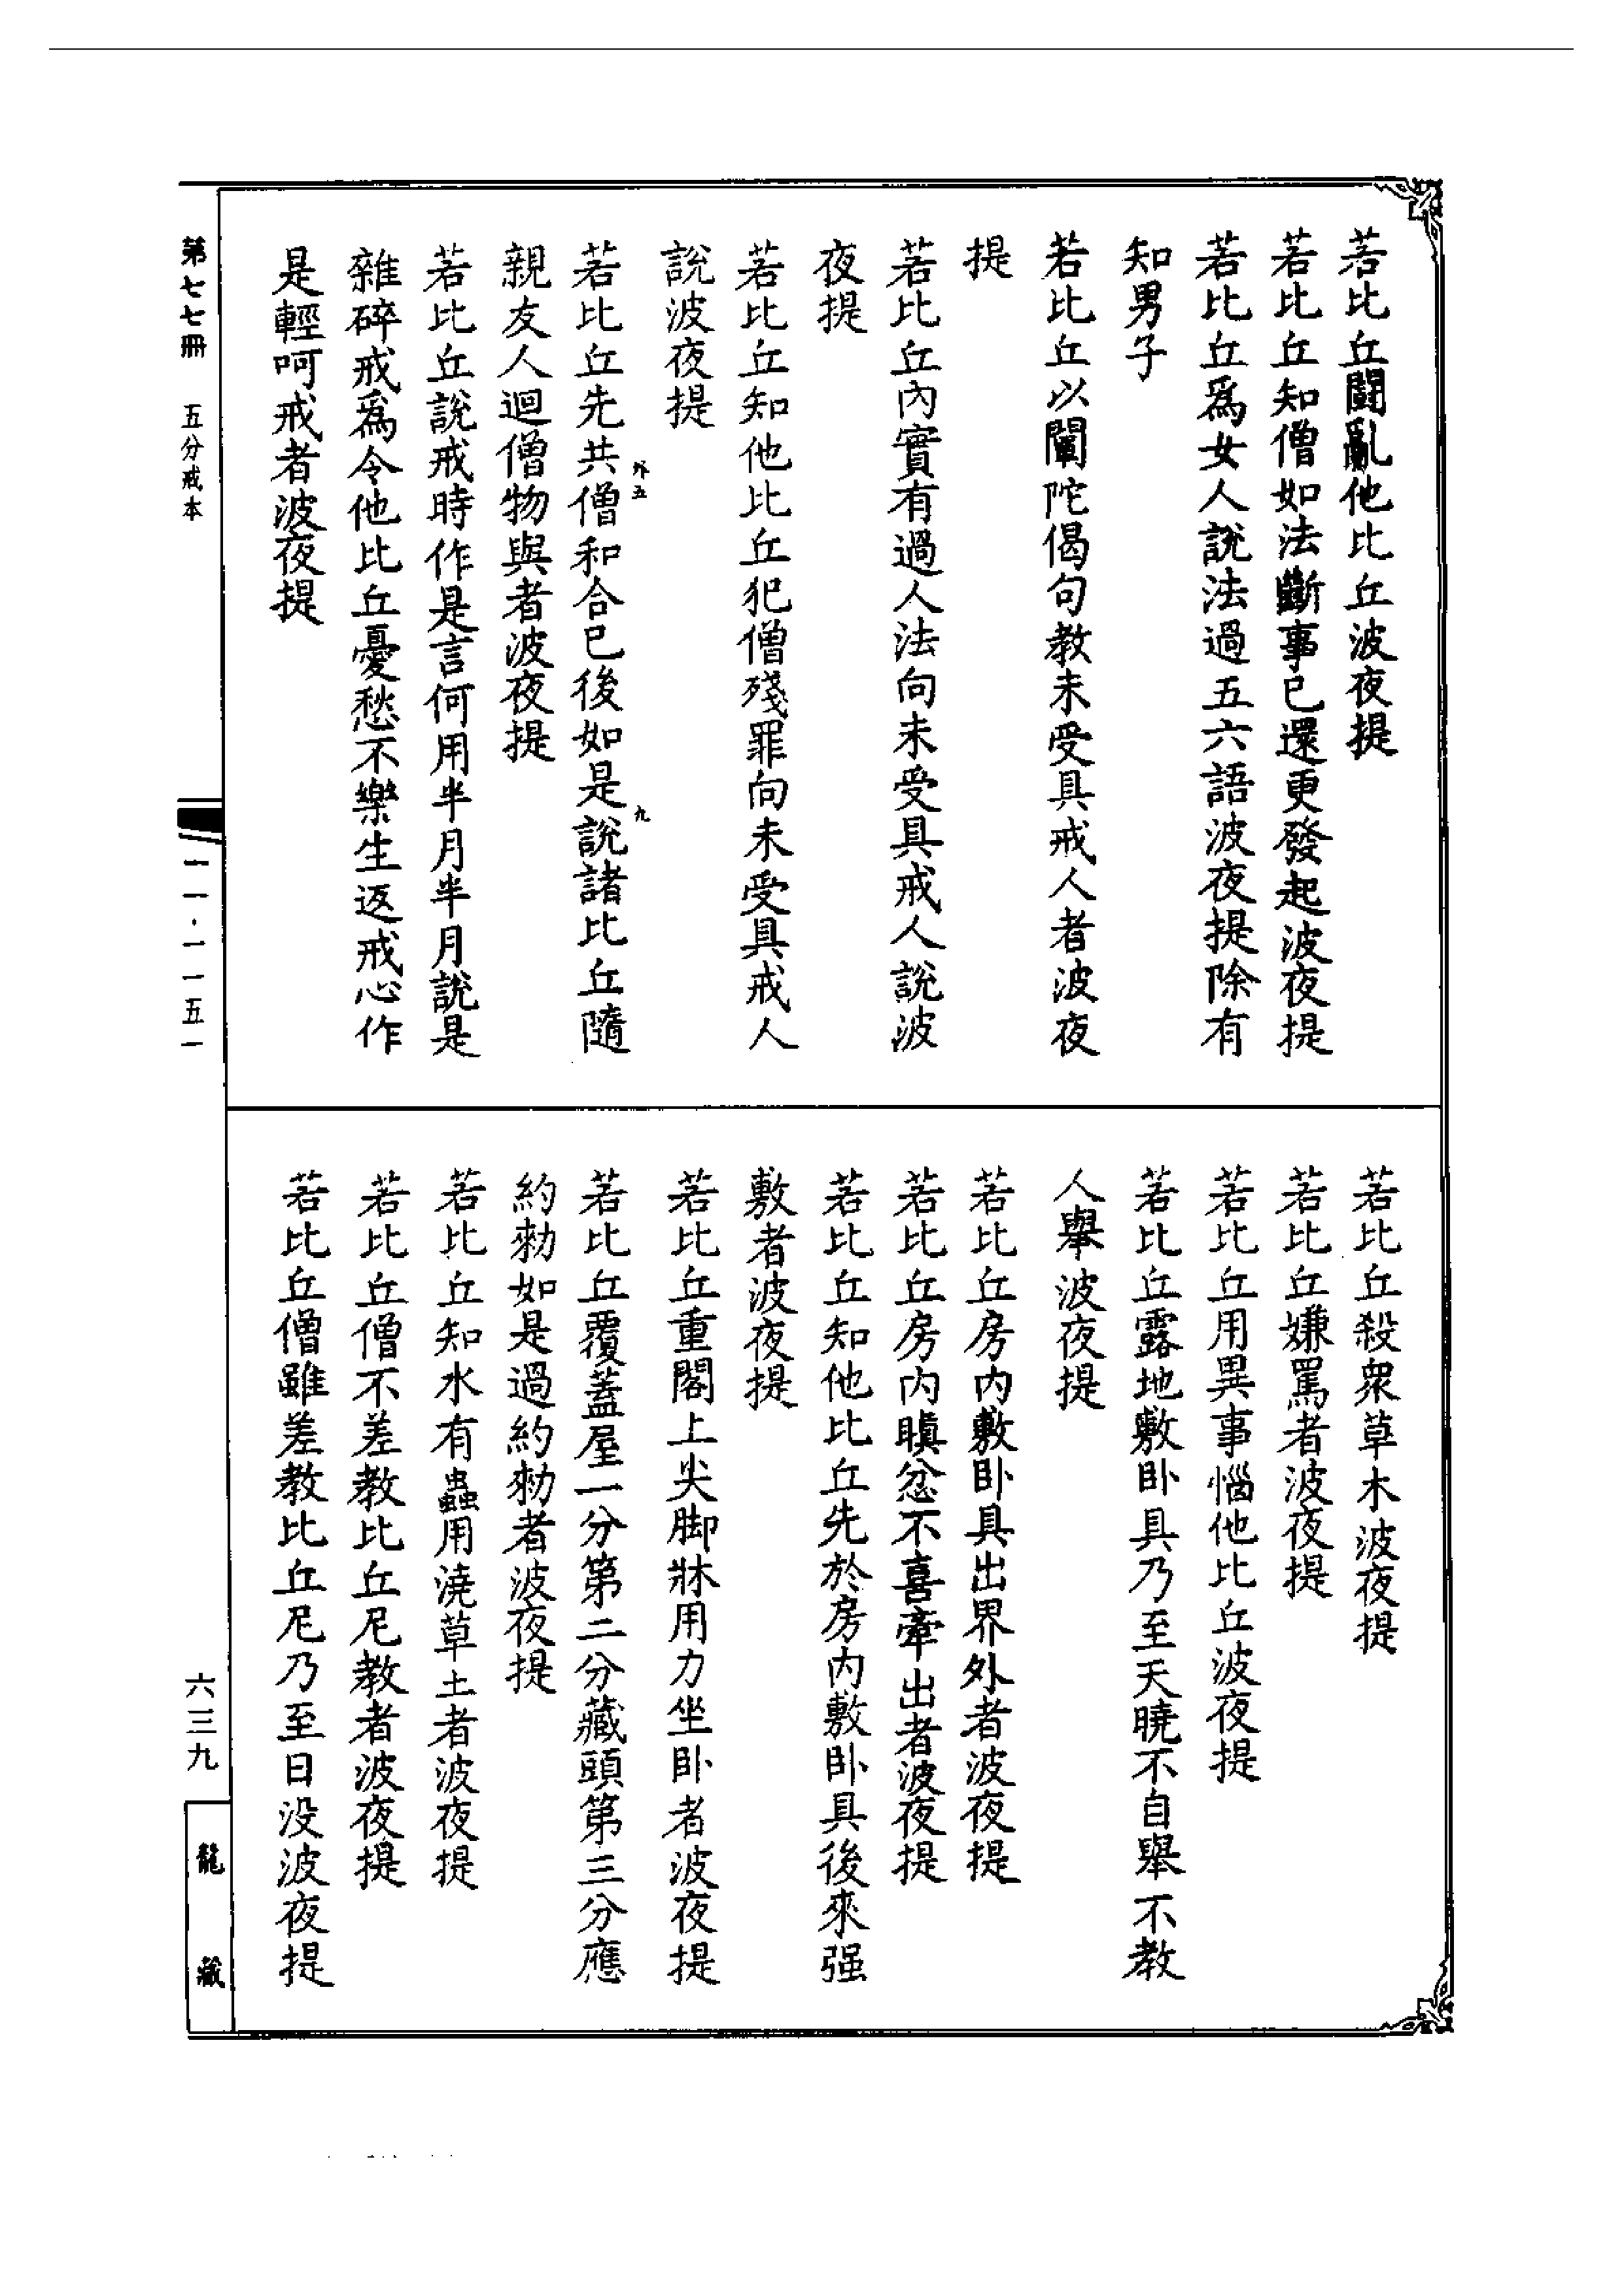 若比丘鬪亂他比丘波夜提
若比丘知僧如法斷事已還更發起波夜提
若比丘爲女人說法過五六語波夜提除有
知男子
若比丘以闡陀偈句教未受具戒人者波夜
提
若比丘內實有過人法向未受具戒人說波
夜提
若比丘知他比丘犯僧殘罪向未受具戒人
說波夜提
外五
九
若比丘先共僧和合已後如是說諸比丘隨
親友人迴僧物與者波夜提
若比丘說戒時作是言何用半月半月說是
雜碎戒爲令他比丘憂愁不樂生返戒心作
是輕呵戒者波夜提
若比丘殺衆草木波夜提
若比丘嫌罵者波夜提
若比丘用異事惱他比丘波夜提
若比丘露地敷卧具乃至天曉不自舉不教
人舉波夜提
若比丘房內敷卧具出界外者波夜提
若比丘房內瞋忿不喜牽出者波夜提
若比丘知他比丘先於房內敷卧具後來强
敷者波夜提
若比丘重閣上尖脚牀用力坐卧者波夜提
若比丘覆蓋屋一分第二分藏頭第三分應
約勑如是過約勑者波夜提
若比丘知水有蟲用澆草土者波夜提
若比丘僧不差教比丘尼教者波夜提
若比丘僧雖差教比丘尼乃至日沒波夜提
第七七冊 五分戒本
一一·一一五一
六三九
龍藏